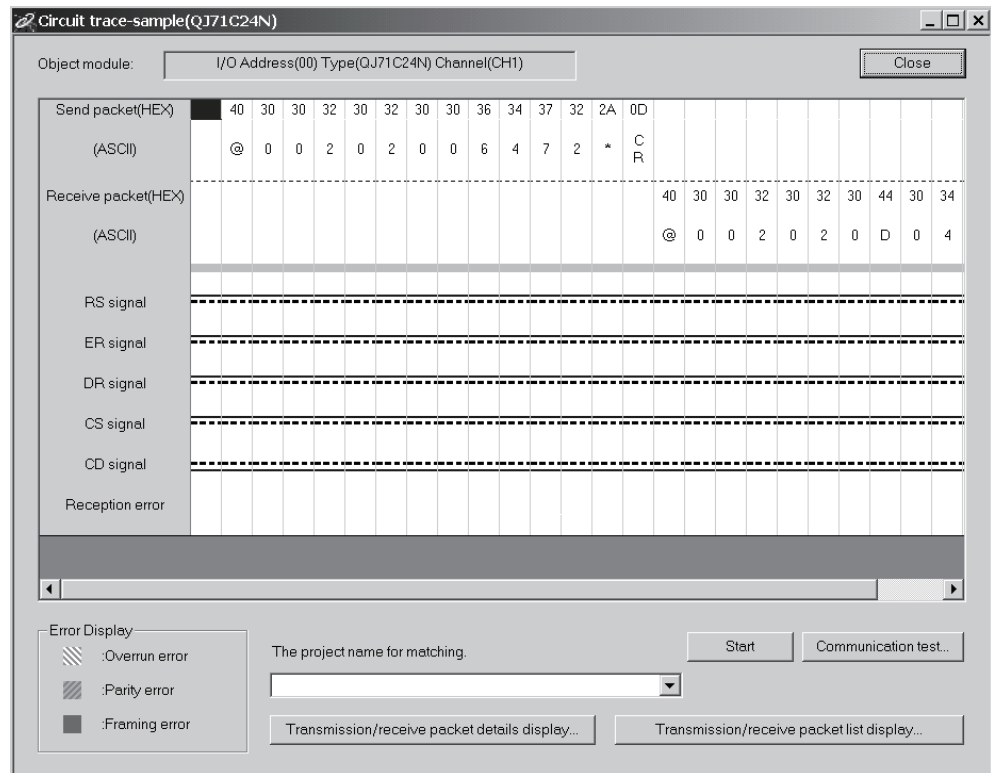 Circuit trace-sample(QJ71C24N)
Object module: I/O Address(00) Type(QJ71C24N) Channel(CH1) Close
Send packet(HEX) 40 30 30 32 30 32 30 30 36 34 37 32 2A 0D
(ASCII) @ 0 0 2 0 2 0 0 6 4 7 2 * C R
Receive packet(HEX) 40 30 30 32 30 32 30 44 30 34
(ASCII) @ 0 0 2 0 2 0 D 0 4
RS signal
ER signal
DR signal
CS signal
CD signal
Reception error
Error Display
:Overrun error
:Parity error
:Framing error
The project name for matching.
Start Communication test...
Transmission/receive packet details display... Transmission/receive packet list display...